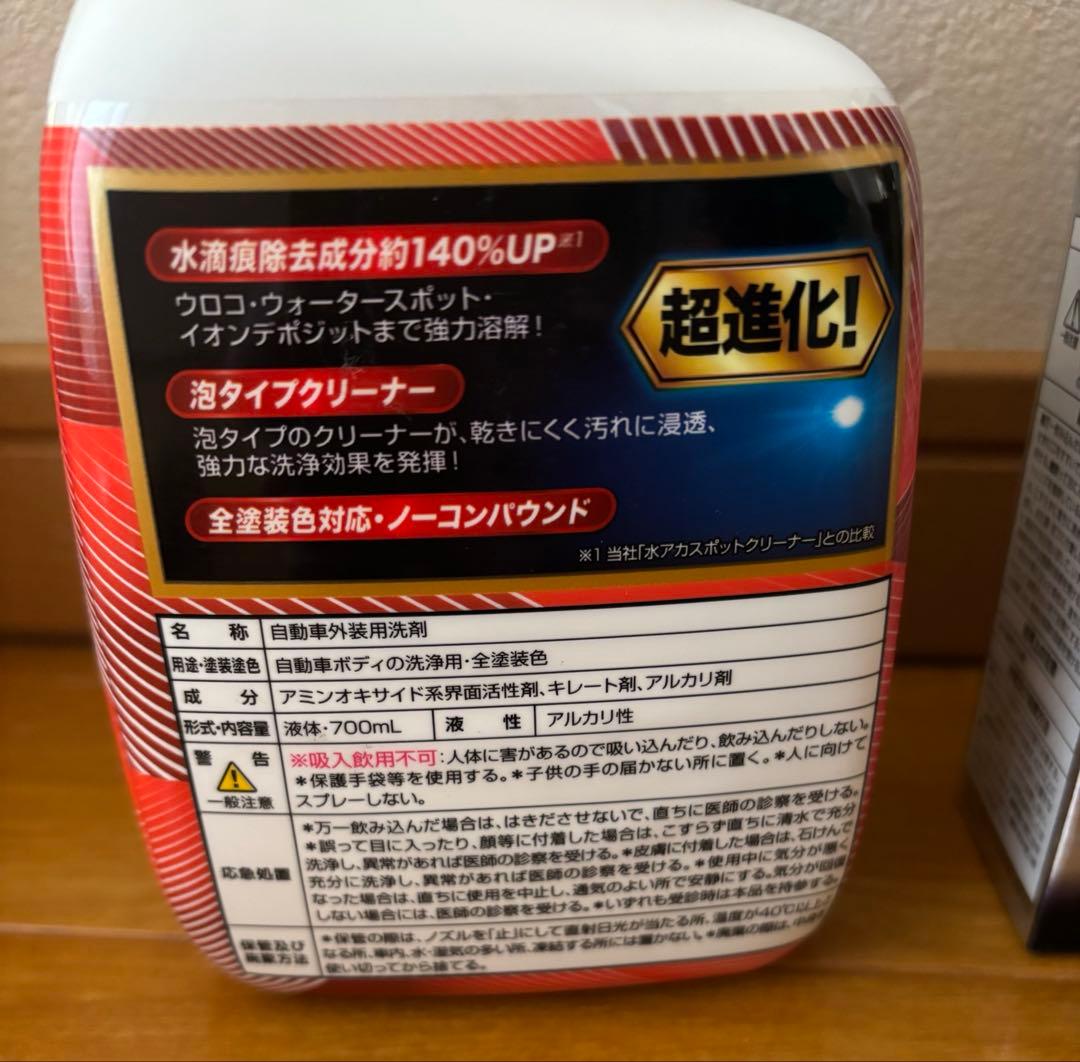 水滴痕除去成分約140%UP※1
ウロコ・ウォータースポット・
イオンデポジットまで強力溶解!
超進化!
泡タイプクリーナー
泡タイプのクリーナーが、乾きにくく汚れに浸透、
強力な洗浄効果を発揮!
全塗装色対応・ノーコンパウンド
※1 当社「水アカスポットクリーナー」との比較
名称 自動車外装用洗剤
用途・塗装塗色 自動車ボディの洗浄用・全塗装色
成分 アミンオキサイド系界面活性剤、キレート剤、アルカリ剤
形式・内容量 液体・700mL 液性 アルカリ性
警告
一般注意
※吸入飲用不可:人体に害があるので吸い込んだり、飲み込んだりしない。
*保護手袋等を使用する。*子供の手の届かない所に置く。*人に向けて
スプレーしない。
応急処置
*万一飲み込んだ場合は、はきださせないで、直ちに医師の診察を受ける。
*誤って目に入ったり、顔等に付着した場合は、こすらず直ちに清水で充分
洗浄し、異常があれば医師の診察を受ける。*皮膚に付着した場合は、石けんで
充分に洗浄し、異常があれば医師の診察を受ける。*使用中に気分が悪く
なった場合は、直ちに使用を中止し、通気のよい所で安静にする。気分が回復
しない場合には、医師の診察を受ける。*いずれも受診時は本品を持参する。
保管及び
廃棄方法
*保管の際は、ノズルを「止」にして直射日光が当たる所、温度が40℃以上に
なる所、車内、水・湿気の多い所、凍結する所には置かない。*廃棄の際は、中身を
使い切ってから捨てる。